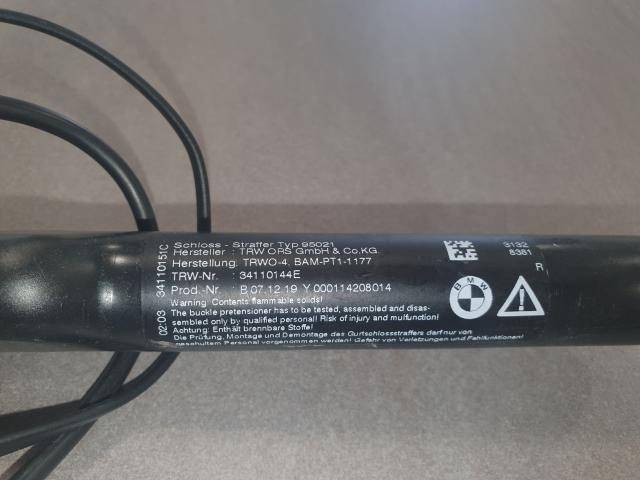 Schloss - Straffer Typ 95021
Hersteller : TRW ORS GmbH & Co.KG.
Herstellung: TRWO-4, BAM-PT1-1177
TRW-Nr. : 34110144E
Prod.-Nr. : B 07.12.19 Y 000114208014
Warning: Contents flammable solids!
The buckle pretensioner has to be tested, assembled and disas-
sembled only by qualified personal! Risk of injury and malfunction!
Achtung: Enthält brennbare Stoffe!
Die Prüfung, Montage und Demontage des Gurtschlossstraffers darf nur von
geschultem Personal vorgenommen werden! Gefahr von Verletzungen und Fehlfunktionen!
02:03 34110151C
3132
8381
R
BMW